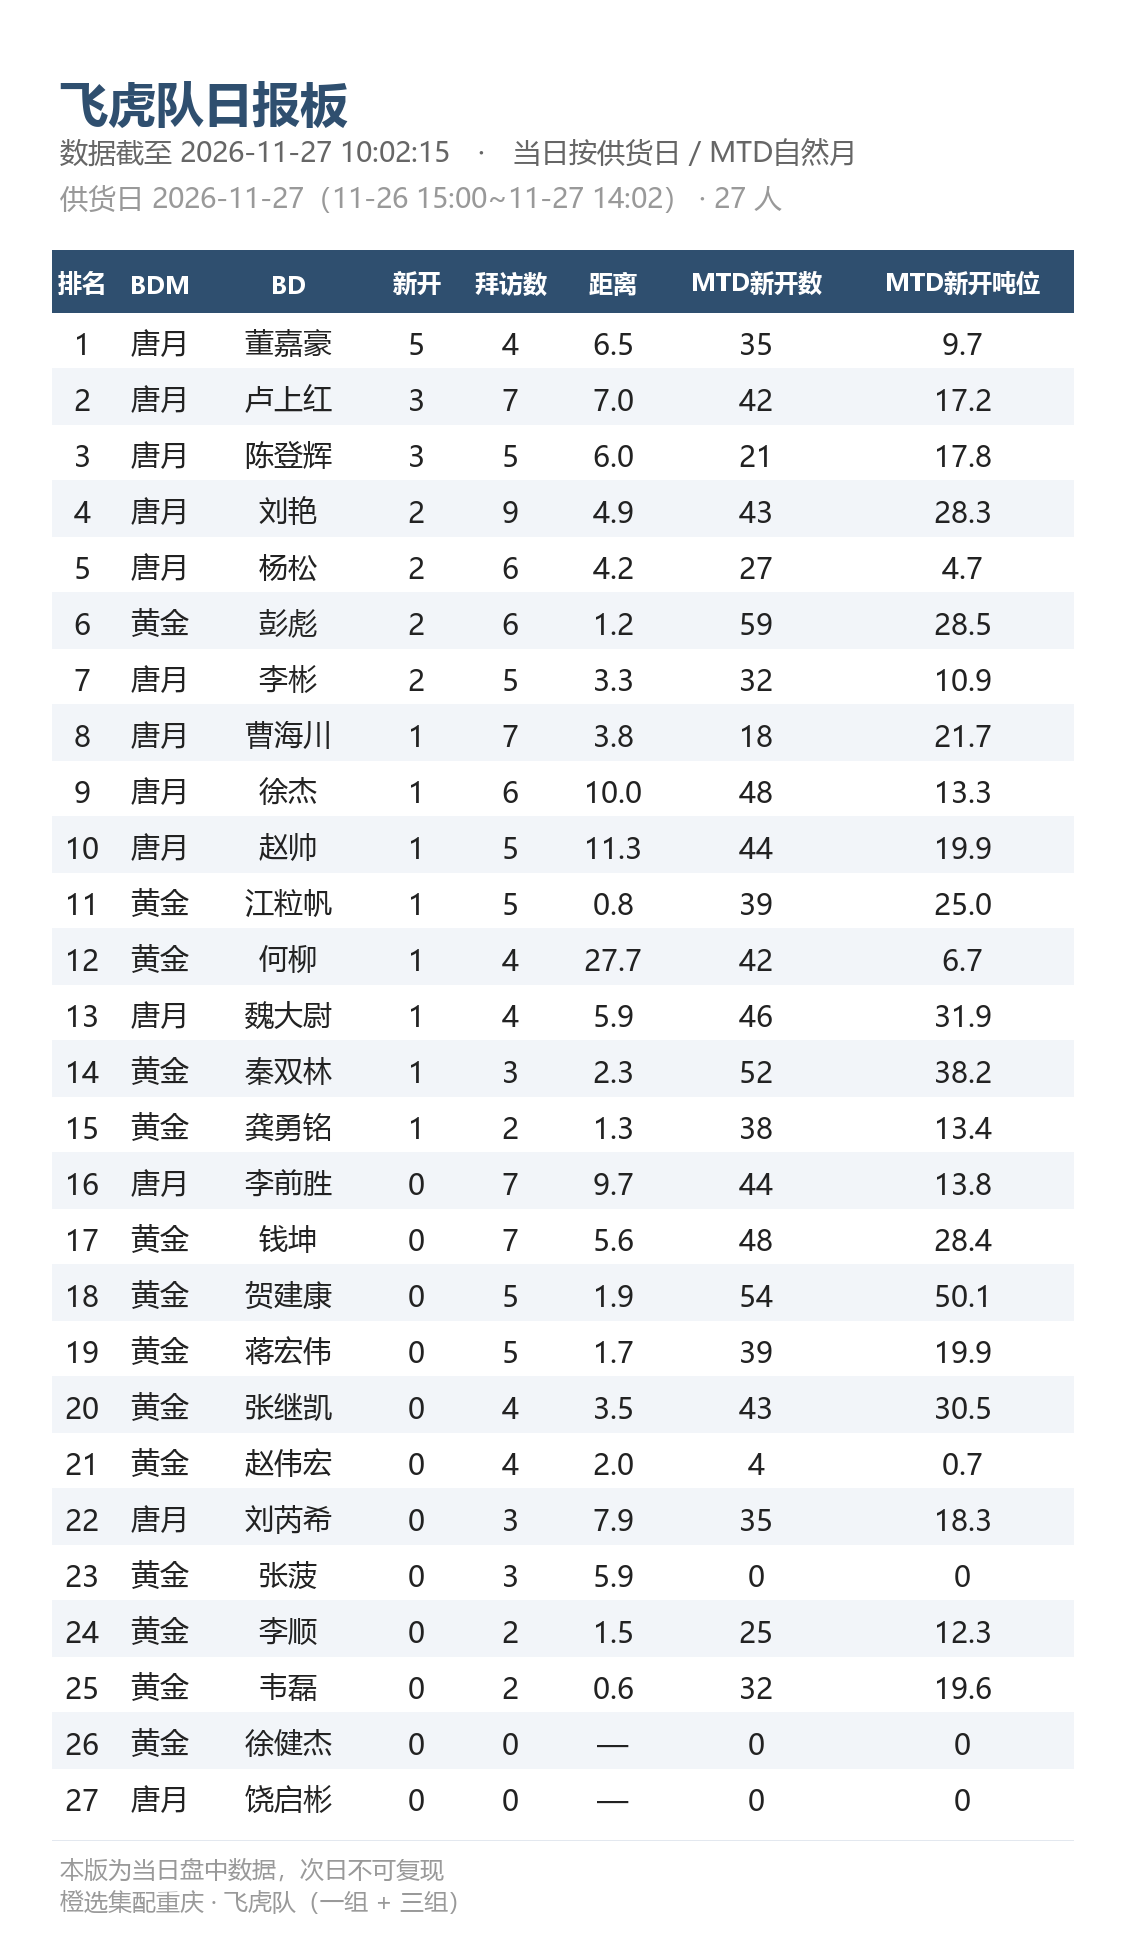 飞虎队日报板
数据截至 2026-11-27 10:02:15 · 当日按供货日 / MTD自然月
供货日 2026-11-27（11-26 15:00~11-27 14:02） · 27 人
排名 BDM BD 新开 拜访数 距离 MTD新开数 MTD新开吨位
1 唐月 董嘉豪 5 4 6.5 35 9.7
2 唐月 卢上红 3 7 7.0 42 17.2
3 唐月 陈登辉 3 5 6.0 21 17.8
4 唐月 刘艳 2 9 4.9 43 28.3
5 唐月 杨松 2 6 4.2 27 4.7
6 黄金 彭彪 2 6 1.2 59 28.5
7 唐月 李彬 2 5 3.3 32 10.9
8 唐月 曹海川 1 7 3.8 18 21.7
9 唐月 徐杰 1 6 10.0 48 13.3
10 唐月 赵帅 1 5 11.3 44 19.9
11 黄金 江粒帆 1 5 0.8 39 25.0
12 黄金 何柳 1 4 27.7 42 6.7
13 唐月 魏大尉 1 4 5.9 46 31.9
14 黄金 秦双林 1 3 2.3 52 38.2
15 黄金 龚勇铭 1 2 1.3 38 13.4
16 唐月 李前胜 0 7 9.7 44 13.8
17 黄金 钱坤 0 7 5.6 48 28.4
18 黄金 贺建康 0 5 1.9 54 50.1
19 黄金 蒋宏伟 0 5 1.7 39 19.9
20 黄金 张继凯 0 4 3.5 43 30.5
21 黄金 赵伟宏 0 4 2.0 4 0.7
22 唐月 刘芮希 0 3 7.9 35 18.3
23 黄金 张菠 0 3 5.9 0 0
24 黄金 李顺 0 2 1.5 25 12.3
25 黄金 韦磊 0 2 0.6 32 19.6
26 黄金 徐健杰 0 0 — 0 0
27 唐月 饶启彬 0 0 — 0 0
本版为当日盘中数据，次日不可复现
橙选集配重庆 · 飞虎队（一组 + 三组）